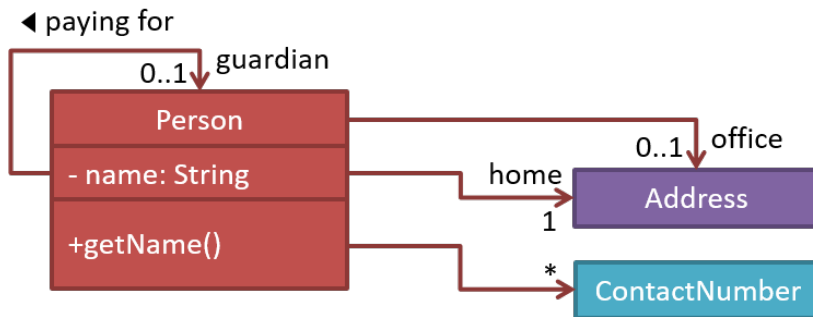 ◀ paying for
0..1 guardian
Person
- name: String
+getName()
0..1 office
home
1
Address
*
ContactNumber